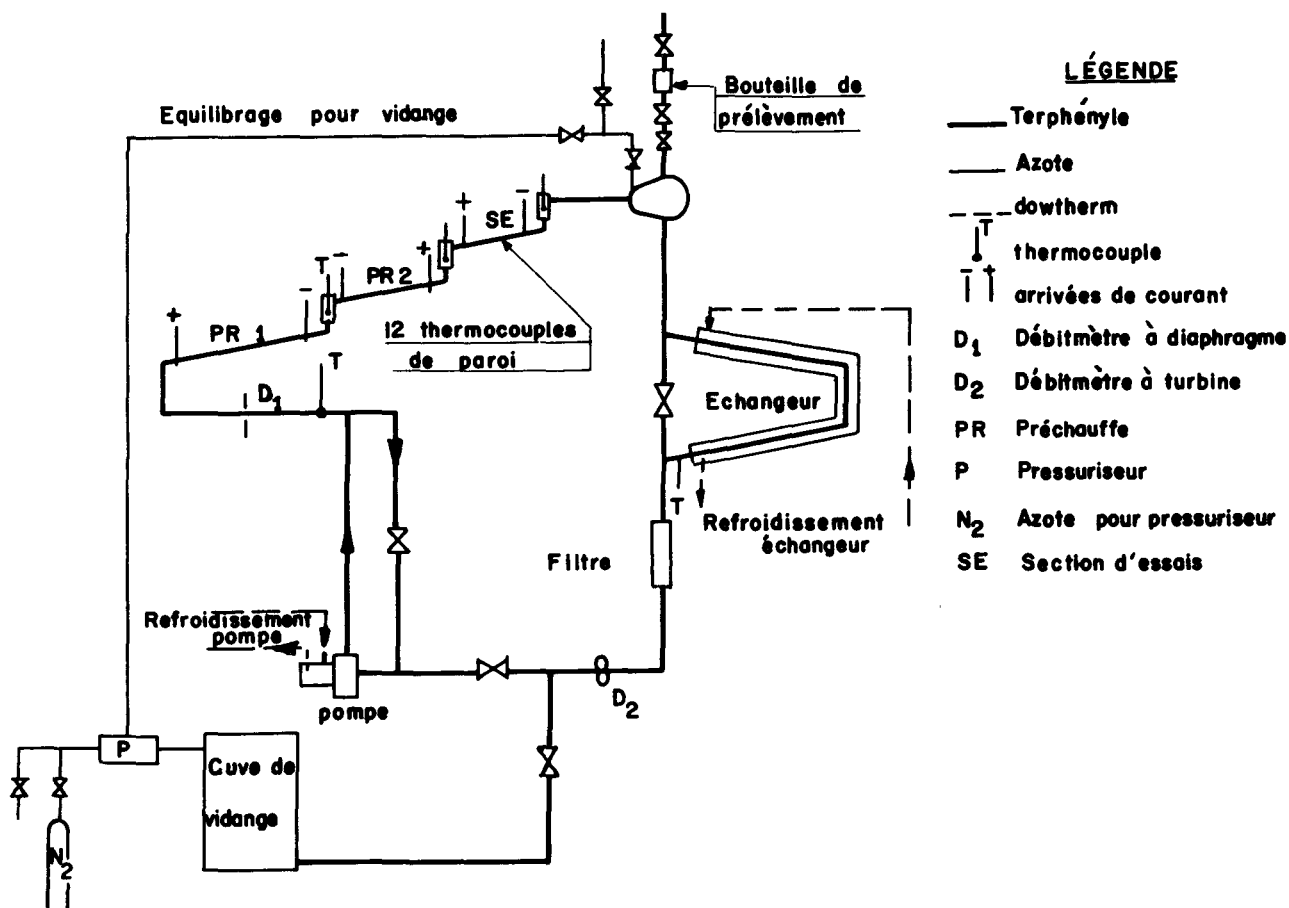 Bouteille de
prélèvement
Equilibrage pour vidange
+
-
SE
+
-
T
PR 2
+
-
PR 1
12 thermocouples
de paroi
T
D1
Echangeur
T
Refroidissement
échangeur
Filtre
Refroidissement
pompe
pompe
D2
P
Cuve de
vidange
N2
LÉGENDE
Terphényle
Azote
dowtherm
T
thermocouple
- +
arrivées de courant
D1 Débitmètre à diaphragme
D2 Débitmètre à turbine
PR Préchauffe
P Pressuriseur
N2 Azote pour pressuriseur
SE Section d'essais